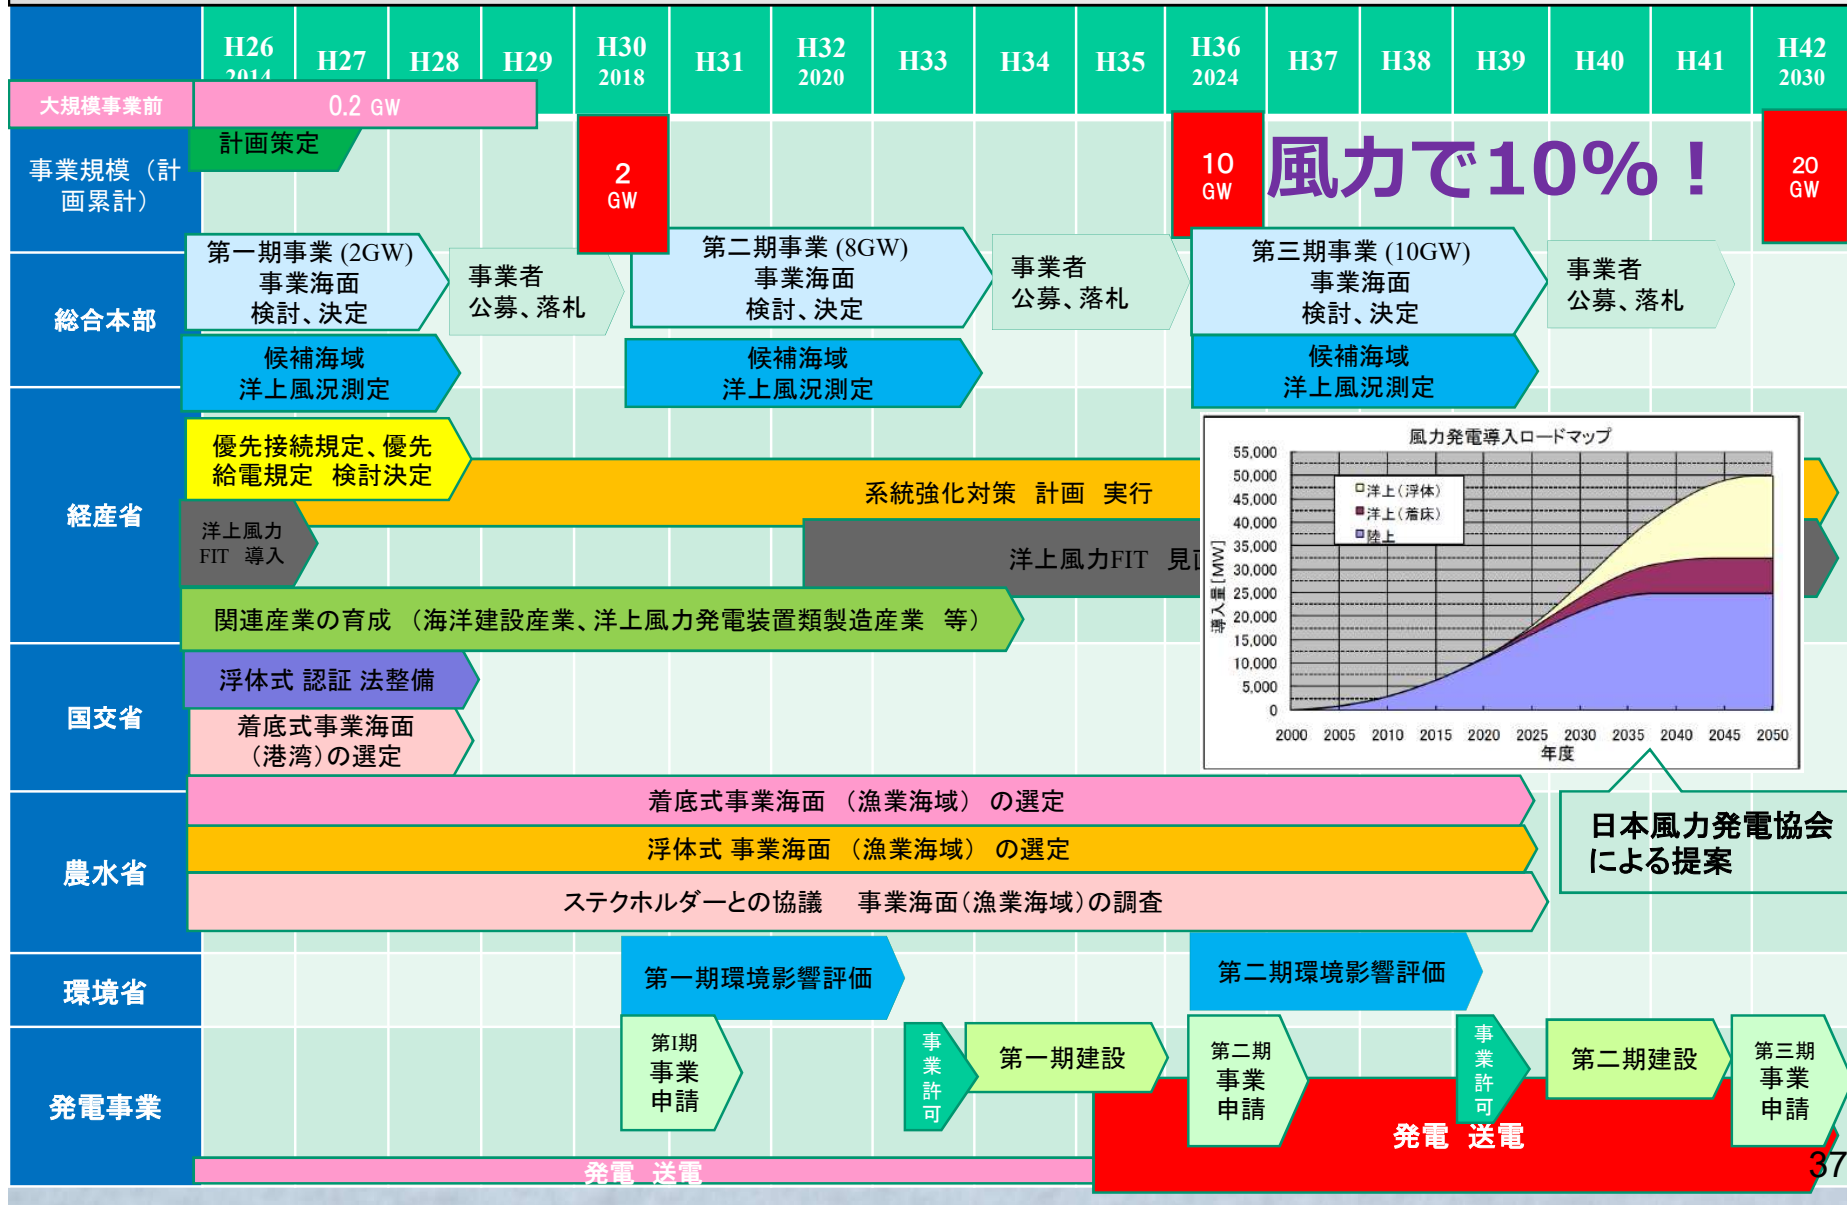 H26
2014
H27
H28
H29
H30
2018
H31
H32
2020
H33
H34
H35
H36
2024
H37
H38
H39
H40
H41
H42
2030
大規模事業前
0.2 GW
事業規模（計
画累計）
計画策定
2
GW
10
GW
風力で10%！
20
GW
総合本部
第一期事業 (2GW)
事業海面
検討、決定
事業者
公募、落札
第二期事業 (8GW)
事業海面
検討、決定
事業者
公募、落札
第三期事業 (10GW)
事業海面
検討、決定
事業者
公募、落札
候補海域
洋上風況測定
候補海域
洋上風況測定
候補海域
洋上風況測定
経産省
優先接続規定、優先
給電規定 検討決定
系統強化対策 計画 実行
洋上風力
FIT 導入
洋上風力FIT 見
関連産業の育成 （海洋建設産業、洋上風力発電装置類製造産業 等）
風力発電導入ロードマップ
55,000
50,000
45,000
40,000
35,000
30,000
25,000
20,000
15,000
10,000
5,000
0
導入量[MW]
洋上(浮体)
洋上(着床)
陸上
2000 2005 2010 2015 2020 2025 2030 2035 2040 2045 2050
年度
国交省
浮体式 認証 法整備
着底式事業海面
（港湾）の選定
日本風力発電協会
による提案
農水省
着底式事業海面 （漁業海域） の選定
浮体式 事業海面 （漁業海域） の選定
ステクホルダーとの協議 事業海面（漁業海域）の調査
環境省
第一期環境影響評価
第二期環境影響評価
発電事業
第I期
事業
申請
事業許可
第一期建設
第二期
事業
申請
事業許可
第二期建設
第三期
事業
申請
発電 送電
発電 送電
37